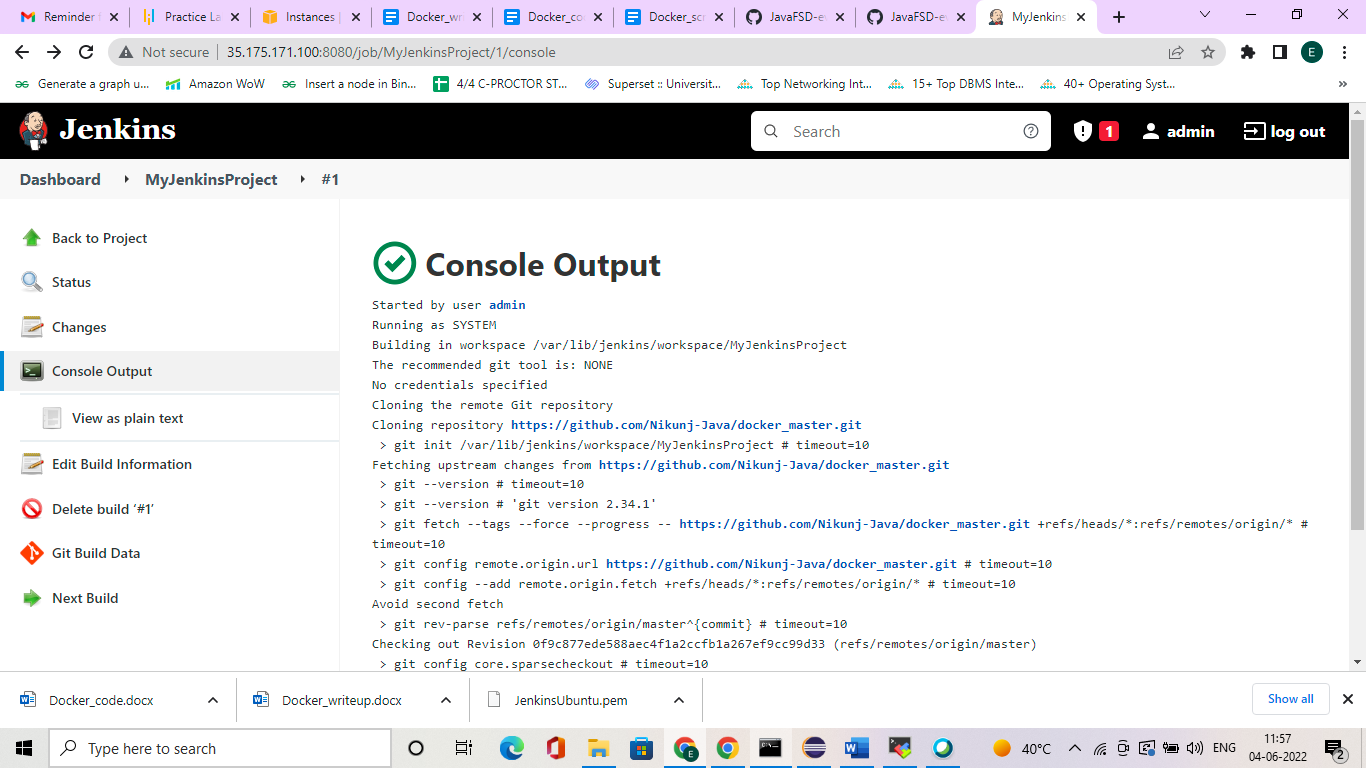 Reminder f
Practice La
Instances |
Docker_wr
Docker_co
Docker_scr
JavaFSD-ev
JavaFSD-ev
MyJenkins
Not secure | 35.175.171.100:8080/job/MyJenkinsProject/1/console
E
Generate a graph u...
Amazon WoW
Insert a node in Bin...
4/4 C-PROCTOR ST...
Superset :: Universit...
Top Networking Int...
15+ Top DBMS Inte...
40+ Operating Syst...
»
Jenkins
Search
1
admin
log out
Dashboard
MyJenkinsProject
#1
Back to Project
Status
Changes
Console Output
View as plain text
Edit Build Information
Delete build ‘#1’
Git Build Data
Next Build
Console Output
Started by user admin
Running as SYSTEM
Building in workspace /var/lib/jenkins/workspace/MyJenkinsProject
The recommended git tool is: NONE
No credentials specified
Cloning the remote Git repository
Cloning repository https://github.com/Nikunj-Java/docker_master.git
> git init /var/lib/jenkins/workspace/MyJenkinsProject # timeout=10
Fetching upstream changes from https://github.com/Nikunj-Java/docker_master.git
> git --version # timeout=10
> git --version # 'git version 2.34.1'
> git fetch --tags --force --progress -- https://github.com/Nikunj-Java/docker_master.git +refs/heads/*:refs/remotes/origin/* #
timeout=10
> git config remote.origin.url https://github.com/Nikunj-Java/docker_master.git # timeout=10
> git config --add remote.origin.fetch +refs/heads/*:refs/remotes/origin/* # timeout=10
Avoid second fetch
> git rev-parse refs/remotes/origin/master^{commit} # timeout=10
Checking out Revision 0f9c877ede588aec4f1a2ccfb1a267ef9cc99d33 (refs/remotes/origin/master)
> git config core.sparsecheckout # timeout=10
Docker_code.docx
Docker_writeup.docx
JenkinsUbuntu.pem
Show all
Type here to search
E
40°C
ENG
11:57
04-06-2022
2